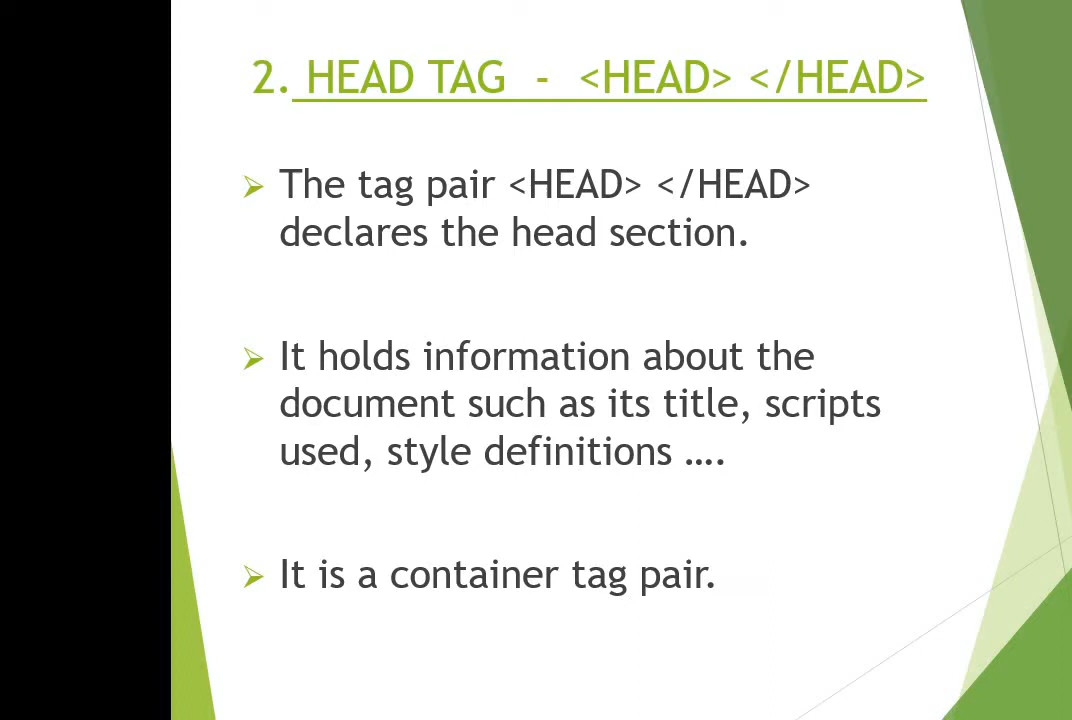 2. HEAD TAG - <HEAD> </HEAD>
➢ The tag pair <HEAD> </HEAD>
declares the head section.
➢ It holds information about the
document such as its title, scripts
used, style definitions ….
➢ It is a container tag pair.